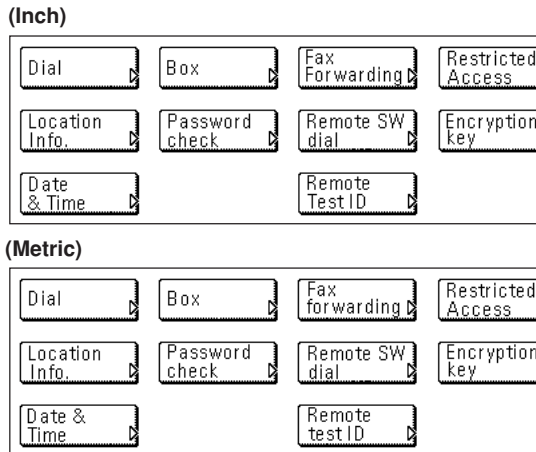 (Inch)
Dial
Box
Fax
Forwarding
Restricted
Access
Location
Info.
Password
check
Remote SW
dial
Encryption
key
Date
& Time
Remote
Test ID
(Metric)
Dial
Box
Fax
forwarding
Restricted
Access
Location
Info.
Password
check
Remote SW
dial
Encryption
key
Date &
Time
Remote
test ID